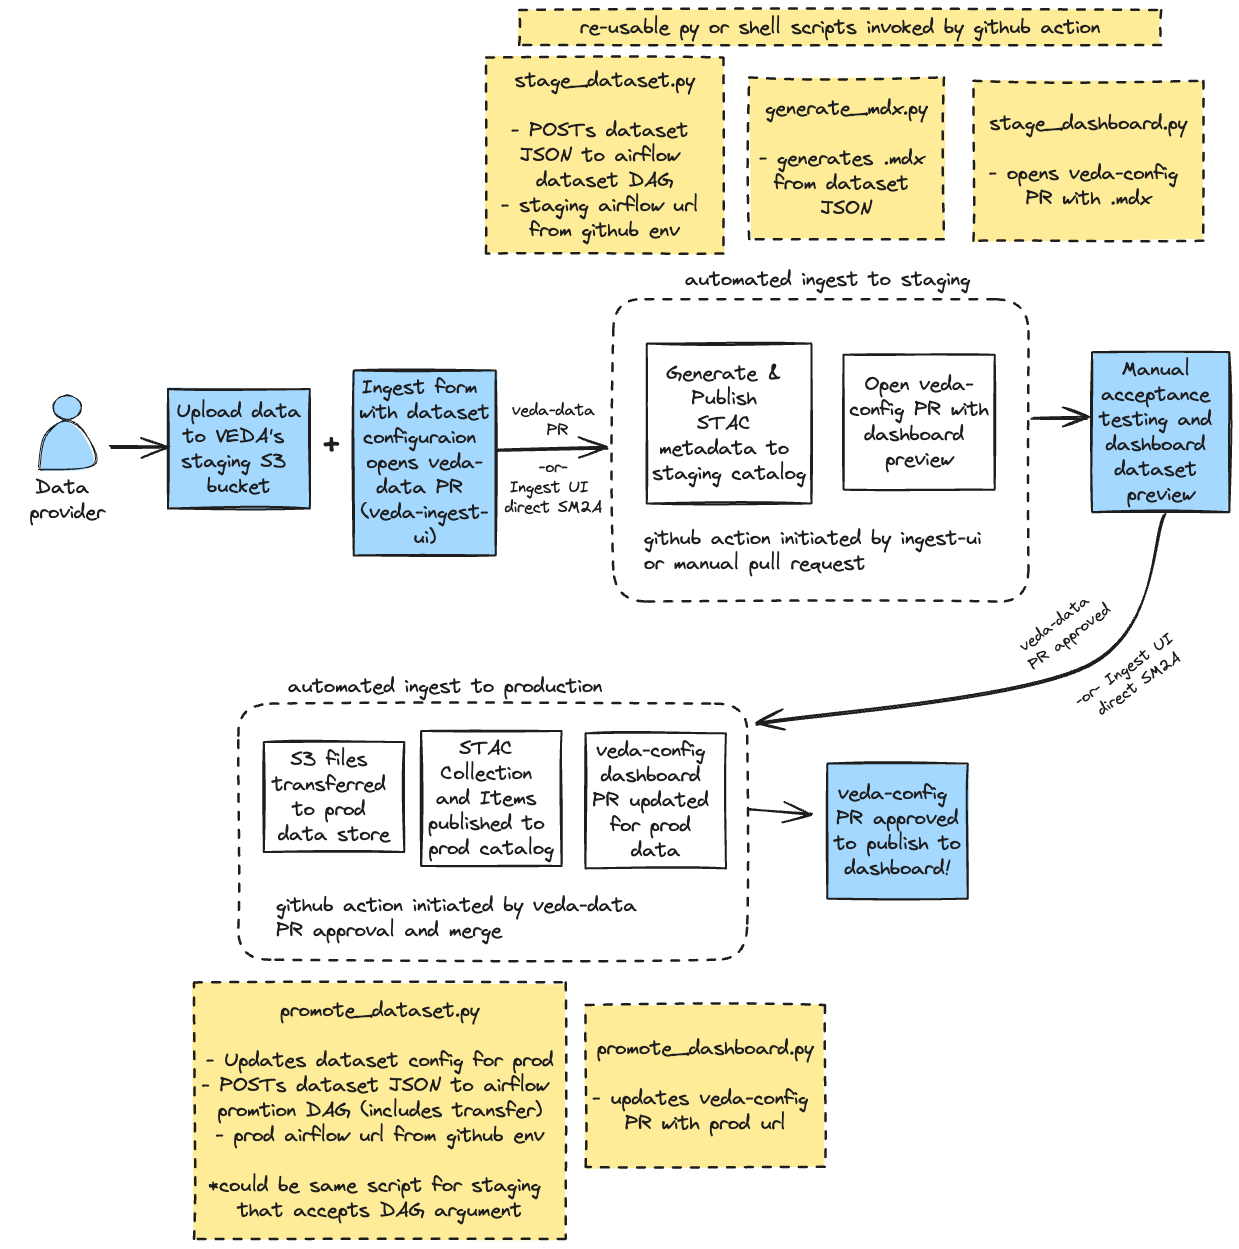 re-usable py or shell scripts invoked by github action
stage_dataset.py
- POSTs dataset
JSON to airflow
dataset DAG
- staging airflow url
from github env
generate_mdx.py
- generates .mdx
from dataset
JSON
stage_dashboard.py
- opens veda-config
PR with .mdx
automated ingest to staging
Data
provider
Upload data
to VEDA's
staging S3
bucket
+
Ingest form
with dataset
configuraion
opens veda-
data PR
(veda-ingest-
ui)
veda-data
PR
-or-
Ingest UI
direct SM2A
Generate &
Publish
STAC
metadata to
staging catalog
Open veda-
config PR with
dashboard
preview
github action initiated by ingest-ui
or manual pull request
Manual
acceptance
testing and
dashboard
dataset
preview
veda-data
PR approved
-or- Ingest UI
direct SM2A
automated ingest to production
S3 files
transferred
to prod
data store
STAC
Collection
and Items
published to
prod catalog
veda-config
dashboard
PR updated
for prod
data
github action initiated by veda-data
PR approval and merge
veda-config
PR approved
to publish to
dashboard!
promote_dataset.py
- Updates dataset config for prod
- POSTs dataset JSON to airflow
promtion DAG (includes transfer)
- prod airflow url from github env
*could be same script for staging
that accepts DAG argument
promote_dashboard.py
- updates veda-config
PR with prod url